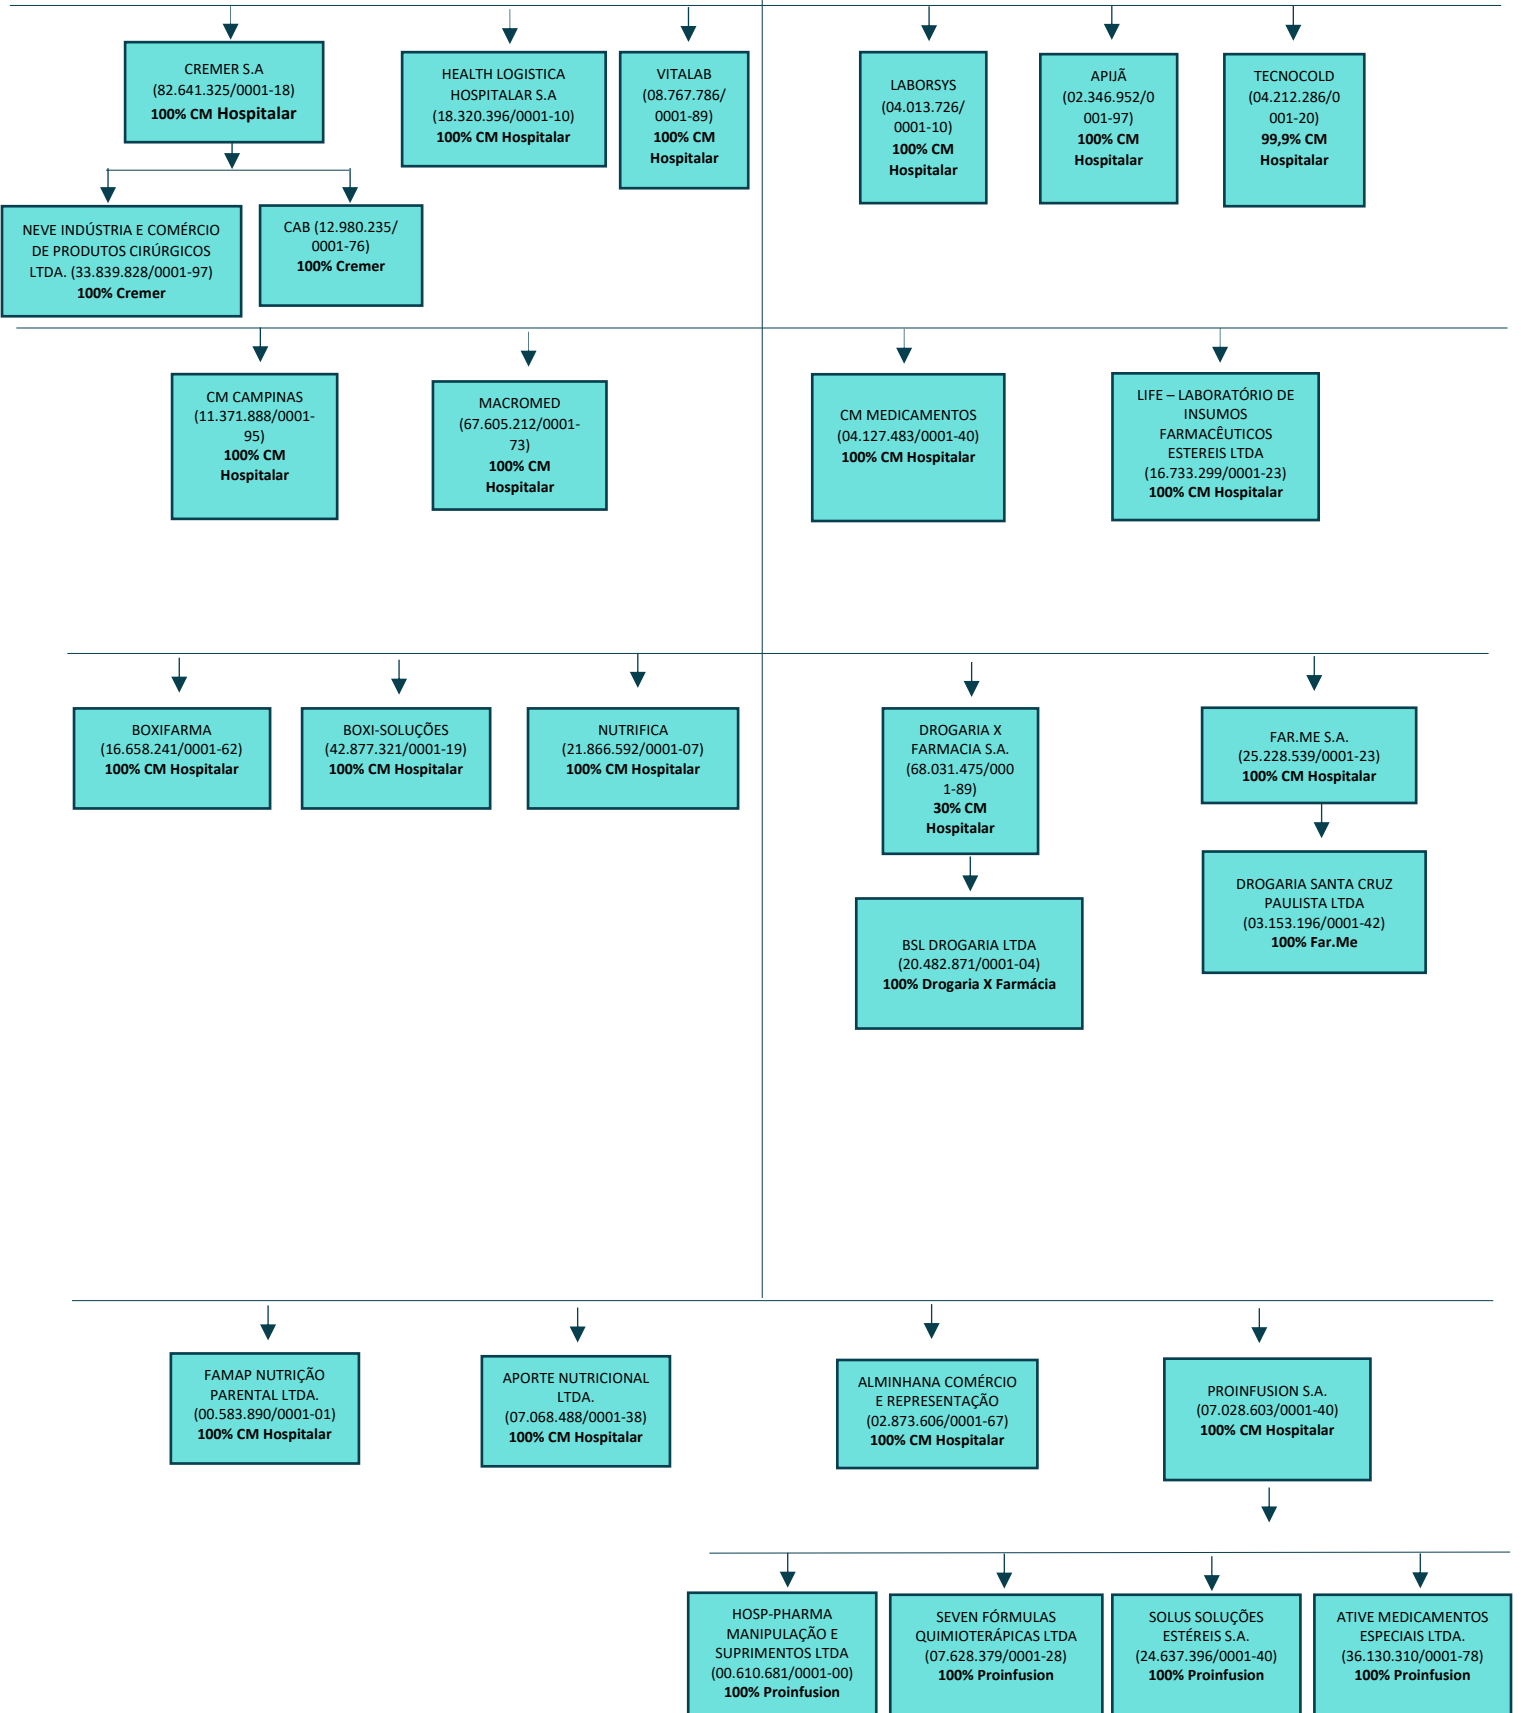 CREMER S.A
(82.641.325/0001-18)
100% CM Hospitalar
HEALTH LOGISTICA
HOSPITALAR S.A
(18.320.396/0001-10)
100% CM Hospitalar
VITALAB
(08.767.786/
0001-89)
100% CM
Hospitalar
LABORSYS
(04.013.726/
0001-10)
100% CM
Hospitalar
APIJÃ
(02.346.952/0
001-97)
100% CM
Hospitalar
TECNOCOLD
(04.212.286/0
001-20)
99,9% CM
Hospitalar
NEVE INDÚSTRIA E COMÉRCIO
DE PRODUTOS CIRÚRGICOS
LTDA. (33.839.828/0001-97)
100% Cremer
CAB (12.980.235/
0001-76)
100% Cremer
CM CAMPINAS
(11.371.888/0001-
95)
100% CM
Hospitalar
MACROMED
(67.605.212/0001-
73)
100% CM
Hospitalar
CM MEDICAMENTOS
(04.127.483/0001-40)
100% CM Hospitalar
LIFE – LABORATÓRIO DE
INSUMOS
FARMACÊUTICOS
ESTEREIS LTDA
(16.733.299/0001-23)
100% CM Hospitalar
BOXIFARMA
(16.658.241/0001-62)
100% CM Hospitalar
BOXI-SOLUÇÕES
(42.877.321/0001-19)
100% CM Hospitalar
NUTRIFICA
(21.866.592/0001-07)
100% CM Hospitalar
DROGARIA X
FARMACIA S.A.
(68.031.475/000
1-89)
30% CM
Hospitalar
FAR.ME S.A.
(25.228.539/0001-23)
100% CM Hospitalar
BSL DROGARIA LTDA
(20.482.871/0001-04)
100% Drogaria X Farmácia
DROGARIA SANTA CRUZ
PAULISTA LTDA
(03.153.196/0001-42)
100% Far.Me
FAMAP NUTRIÇÃO
PARENTAL LTDA.
(00.583.890/0001-01)
100% CM Hospitalar
APORTE NUTRICIONAL
LTDA.
(07.068.488/0001-38)
100% CM Hospitalar
ALMINHANA COMÉRCIO
E REPRESENTAÇÃO
(02.873.606/0001-67)
100% CM Hospitalar
PROINFUSION S.A.
(07.028.603/0001-40)
100% CM Hospitalar
HOSP-PHARMA
MANIPULAÇÃO E
SUPRIMENTOS LTDA
(00.610.681/0001-00)
100% Proinfusion
SEVEN FÓRMULAS
QUIMIOTERÁPICAS LTDA
(07.628.379/0001-28)
100% Proinfusion
SOLUS SOLUÇÕES
ESTÉREIS S.A.
(24.637.396/0001-40)
100% Proinfusion
ATIVE MEDICAMENTOS
ESPECIAIS LTDA.
(36.130.310/0001-78)
100% Proinfusion